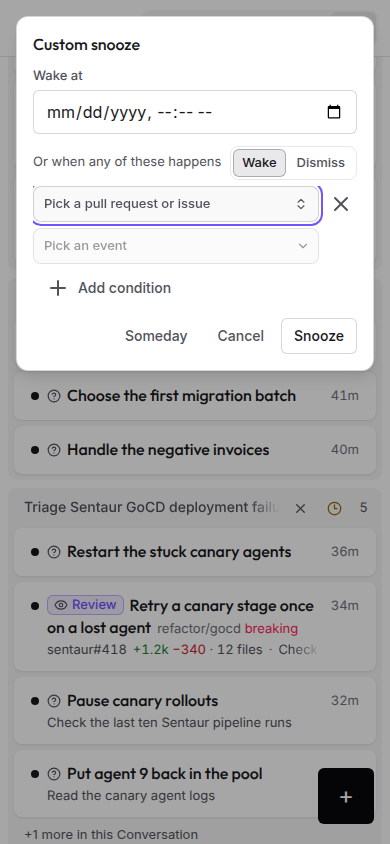 Custom snooze
Wake at
mm/dd/yyyy, --:-- --
Or when any of these happens Wake Dismiss
Pick a pull request or issue
Pick an event
Add condition
Someday Cancel Snooze
Choose the first migration batch 41m
Handle the negative invoices 40m
Triage Sentaur GoCD deployment 5
Restart the stuck canary agents 36m
Review Retry a canary stage once 34m
on a lost agent refactor/gocd breaking
sentaur#418 +1.2k −340 · 12 files · Check
Pause canary rollouts 32m
Check the last ten Sentaur pipeline runs
Put agent 9 back in the pool
Read the canary agent logs
+1 more in this Conversation